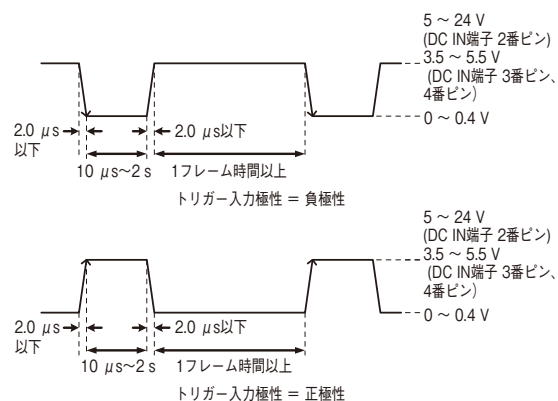 5 ~ 24 V
(DC IN端子 2番ピン)
3.5 ~ 5.5 V
(DC IN端子 3番ピン、
4番ピン)
0 ~ 0.4 V
2.0 μs
以下
2.0 μs以下
10 μs~2 s
1フレーム時間以上
トリガー入力極性 = 負極性
5 ~ 24 V
(DC IN端子 2番ピン)
3.5 ~ 5.5 V
(DC IN端子 3番ピン、
4番ピン)
0 ~ 0.4 V
2.0 μs
以下
2.0 μs以下
10 μs~2 s
1フレーム時間以上
トリガー入力極性 = 正極性